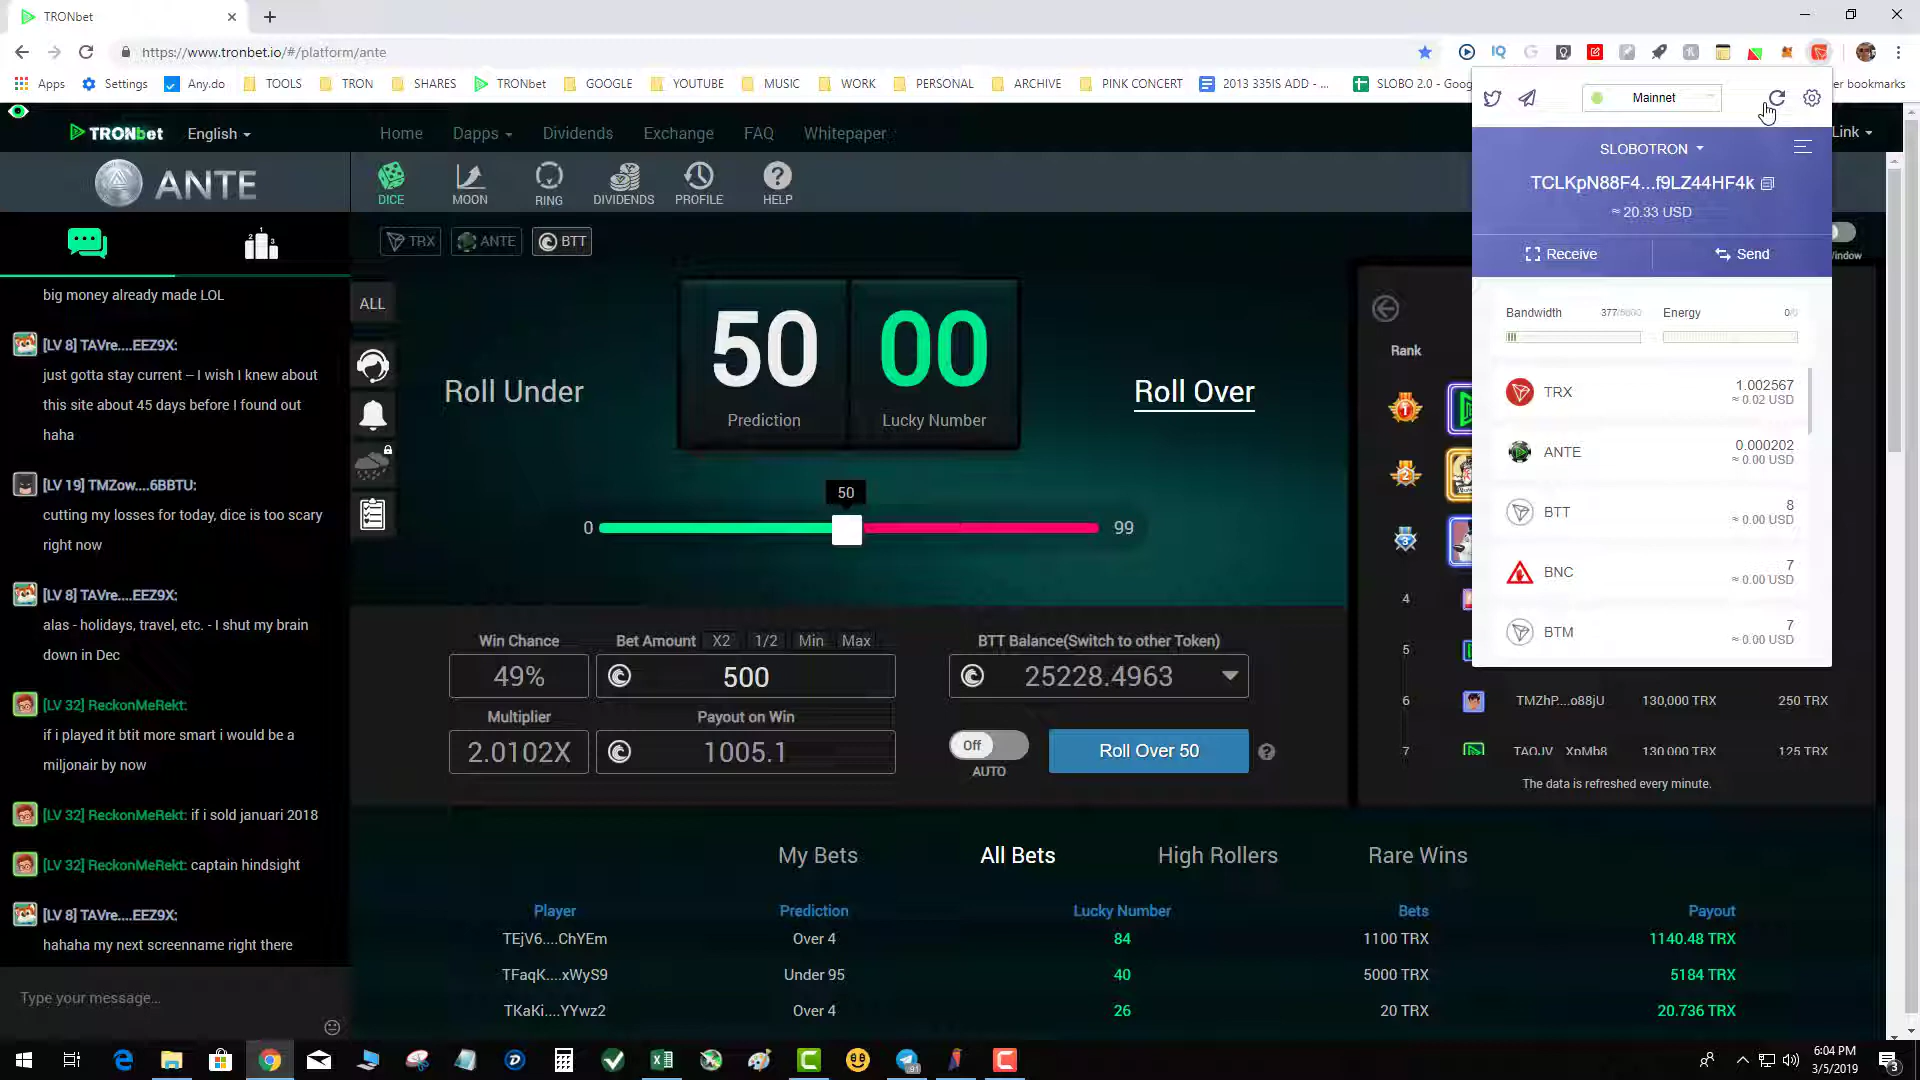 TRONbet
https://www.tronbet.io/#/platform/ante
Apps Settings Any.do TOOLS TRON SHARES TRONbet GOOGLE YOUTUBE MUSIC WORK PERSONAL ARCHIVE PINK CONCERT 2013 335IS ADD - ... SLOBO 2.0 - Goog er bookmarks
TRONbet English Home Dapps Dividends Exchange FAQ Whitepaper Link
ANTE
DICE MOON RING DIVIDENDS PROFILE HELP
TRX ANTE BTT
big money already made LOL
[LV 8] TAVre....EEZ9X:
just gotta stay current -- I wish I knew about
this site about 45 days before I found out
haha
[LV 19] TMZow....6BBTU:
cutting my losses for today, dice is too scary
right now
[LV 8] TAVre....EEZ9X:
alas - holidays, travel, etc. - I shut my brain
down in Dec
[LV 32] ReckonMeRekt:
if i played it btit more smart i would be a
miljonair by now
[LV 32] ReckonMeRekt: if i sold januari 2018
[LV 32] ReckonMeRekt: captain hindsight
[LV 8] TAVre....EEZ9X:
hahaha my next screenname right there
Type your message...
ALL
Roll Under
50 00
Prediction Lucky Number
Roll Over
50
0 99
Win Chance Bet Amount X2 1/2 Min Max BTT Balance(Switch to other Token)
49% 500 25228.4963
Multiplier Payout on Win
2.0102X 1005.1 Off AUTO Roll Over 50
My Bets All Bets High Rollers Rare Wins
Player Prediction Lucky Number Bets Payout
TEjV6....ChYEm Over 4 84 1100 TRX 1140.48 TRX
TFaqK....xWyS9 Under 95 40 5000 TRX 5184 TRX
TKaKi....YYwz2 Over 4 26 20 TRX 20.736 TRX
Rank
4
5
6 TMZhP....o88jU 130,000 TRX 250 TRX
7 TAQJV....XpMb8 130,000 TRX 125 TRX
The data is refreshed every minute.
Mainnet
SLOBOTRON
TCLKpN88F4...f9LZ44HF4k
≈ 20.33 USD
Receive Send
indow
Bandwidth 377/5000 Energy 0/0
TRX 1.002567
≈ 0.02 USD
ANTE 0.000202
≈ 0.00 USD
BTT 8
≈ 0.00 USD
BNC 7
≈ 0.00 USD
BTM 7
≈ 0.00 USD
6:04 PM
3/5/2019